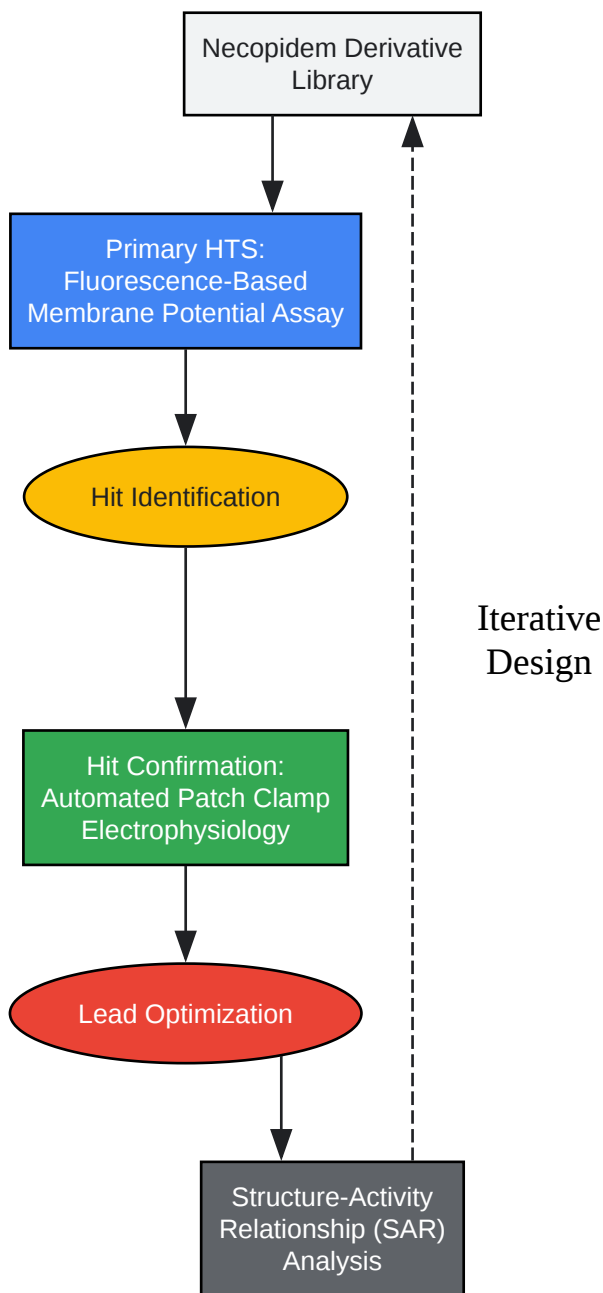 Necopidem Derivative
Library
Primary HTS:
Fluorescence-Based
Membrane Potential Assay
Hit Identification
Iterative
Design
Hit Confirmation:
Automated Patch Clamp
Electrophysiology
Lead Optimization
Structure-Activity
Relationship (SAR)
Analysis